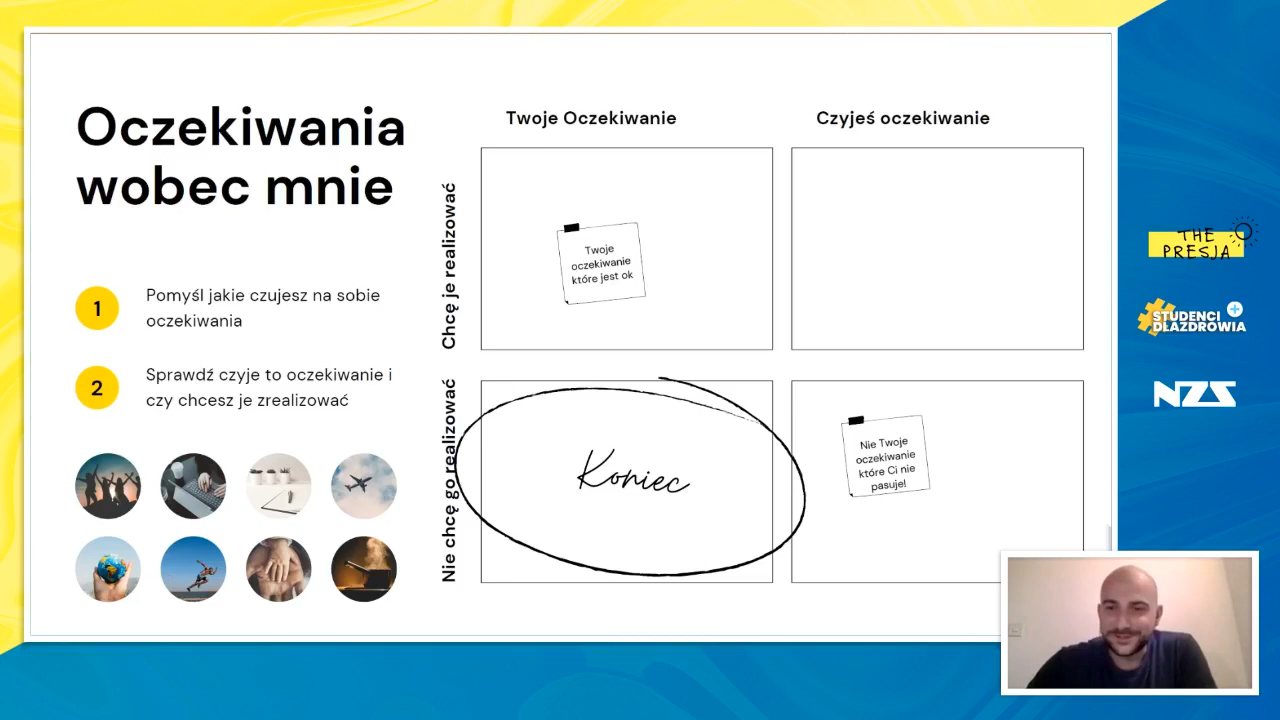 Oczekiwania
wobec mnie
1
Pomyśl jakie czujesz na sobie
oczekiwania
2
Sprawdź czyje to oczekiwanie i
czy chcesz je zrealizować
Twoje Oczekiwanie
Czyjeś oczekiwanie
Chcę je realizować
Twoje
oczekiwanie
które jest ok
Nie chcę go realizować
Koniec
Nie Twoje
oczekiwanie
które Ci nie
pasuje!
THE
PRESJA
#STUDENCI
DLAZDROWIA
NZS